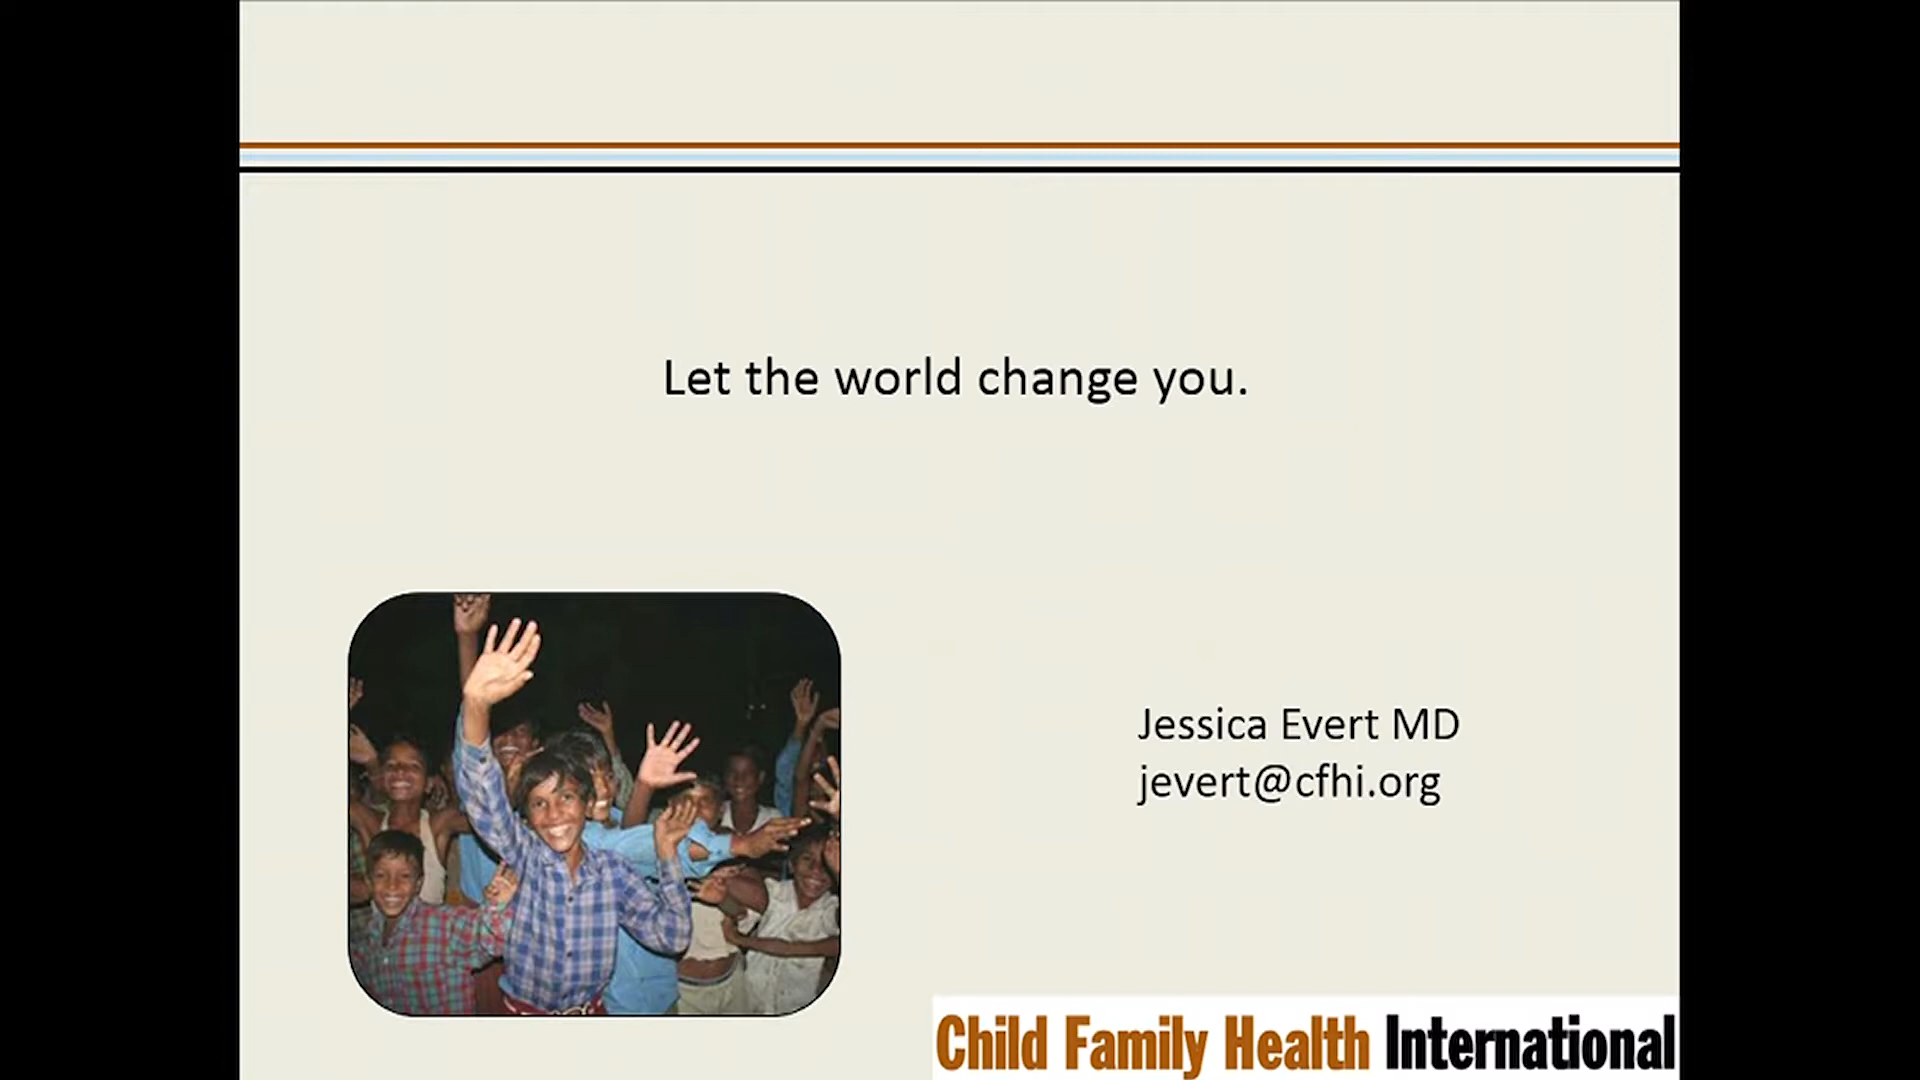 Let the world change you.
Jessica Evert MD
jevert@cfhi.org
Child Family Health International